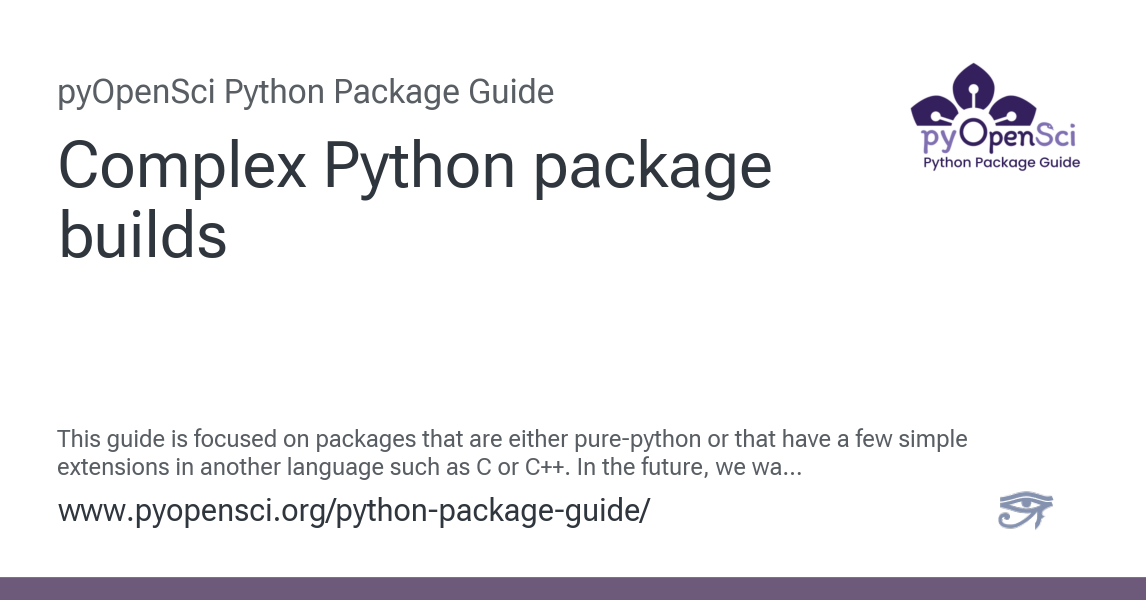 pyOpenSci Python Package Guide
Complex Python package
builds
pyOpenSci
Python Package Guide
This guide is focused on packages that are either pure-python or that have a few simple
extensions in another language such as C or C++. In the future, we wa...
www.pyopensci.org/python-package-guide/